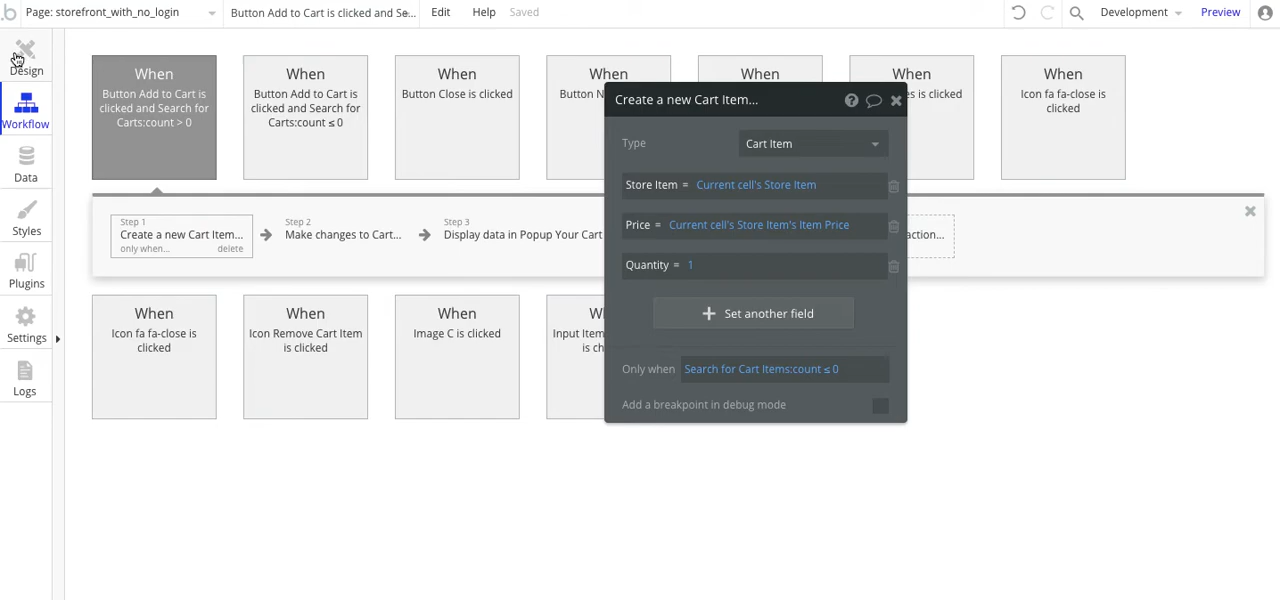 b Page: storefront_with_no_login Button Add to Cart is clicked and Se... Edit Help Saved Development Preview
Design
Workflow
Data
Styles
Plugins
Settings
Logs
When
Button Add to Cart is
clicked and Search for
Carts:count > 0
When
Button Add to Cart is
clicked and Search for
Carts:count ≤ 0
When
Button Close is clicked
When
Button N
When
When
es is clicked
When
Icon fa fa-close is
clicked
Step 1
Create a new Cart Item...
only when... delete
Step 2
Make changes to Cart...
Step 3
Display data in Popup Your Cart
action...
When
Icon fa fa-close is
clicked
When
Icon Remove Cart Item
is clicked
When
Image C is clicked
Input Item
is ch
Create a new Cart Item...
Type Cart Item
Store Item = Current cell's Store Item
Price = Current cell's Store Item's Item Price
Quantity = 1
Set another field
Only when Search for Cart Items:count ≤ 0
Add a breakpoint in debug mode